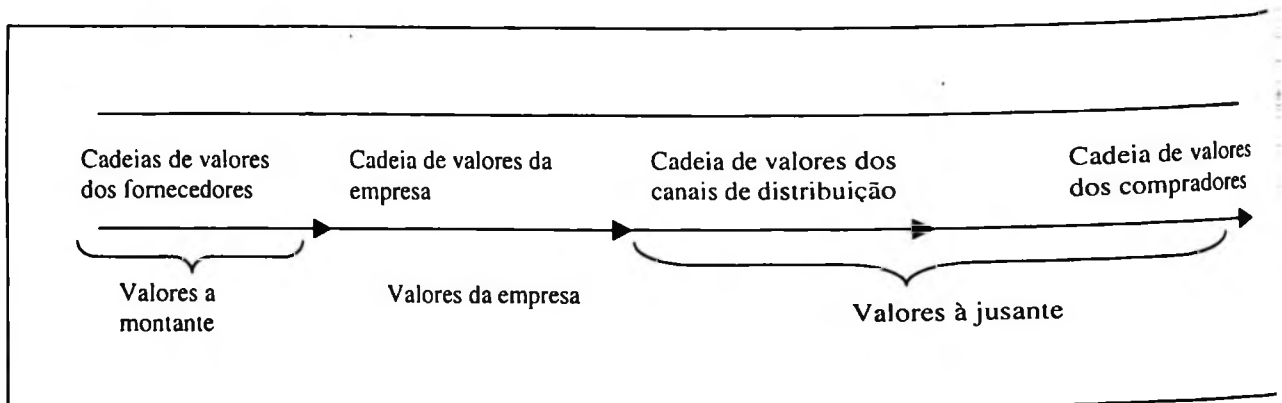 Cadeias de valores
dos fornecedores
Cadeia de valores da
empresa
Cadeia de valores dos
canais de distribuição
Cadeia de valores
dos compradores
Valores a
montante
Valores da empresa
Valores à jusante